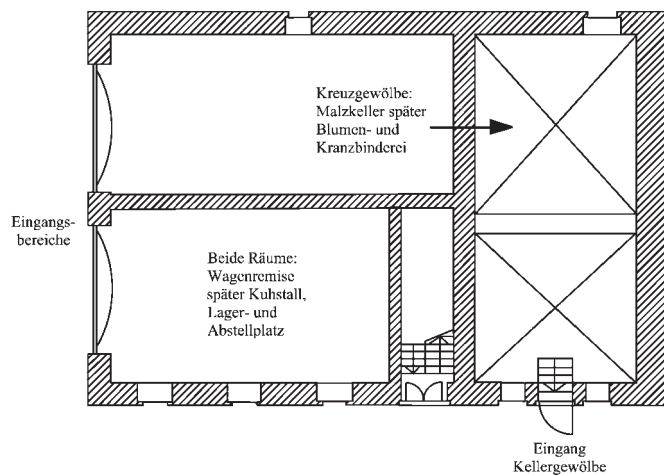 Kreuzgewölbe:
Malzkeller später
Blumen- und
Kranzbinderei
Eingangs-
bereiche
Beide Räume:
Wagenremise
später Kuhstall,
Lager- und
Abstellplatz
Eingang
Kellergewölbe